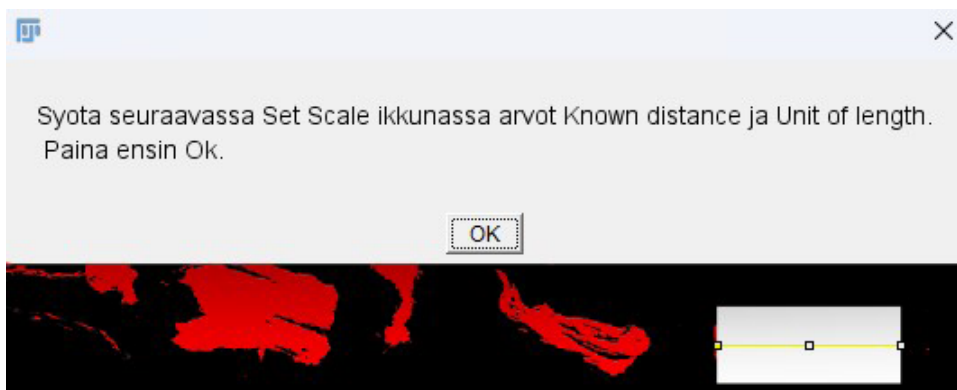 Syota seuraavassa Set Scale ikkunassa arvot Known distance ja Unit of length.
Paina ensin Ok.
OK